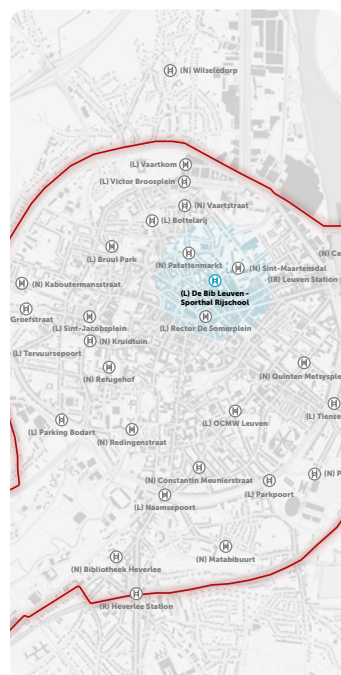 (N) Wilseledorp
(L) Vaartkom
(L) Victor Broosplein
(N) Vaartstraat
(L) Bottelarij
(L) Bruul Park
(N) Ce
(N) Patattenmarkt
(N) Sint-Maartensdal
(R) Leuven Station
(N) Kaboutermansstraat
(L) De Bib Leuven -
Sporthal Rijschool
Groefstraat
(L) Sint-Jacobsplein
(L) Rector De Somerplein
(N) Kruidtuin
(L) Tervuursepoort
(N) Refugehof
(N) Quinten Metsysple
(L) Tiense
(L) Parking Bodart
(L) OCMW Leuven
(N) Redingenstraat
(N) P
(N) Constantin Meunierstraat
(L) Parkpoort
(L) Naamsepoort
(N) Matabibuurt
(N) Bibliotheek Heverlee
(R) Heverlee Station